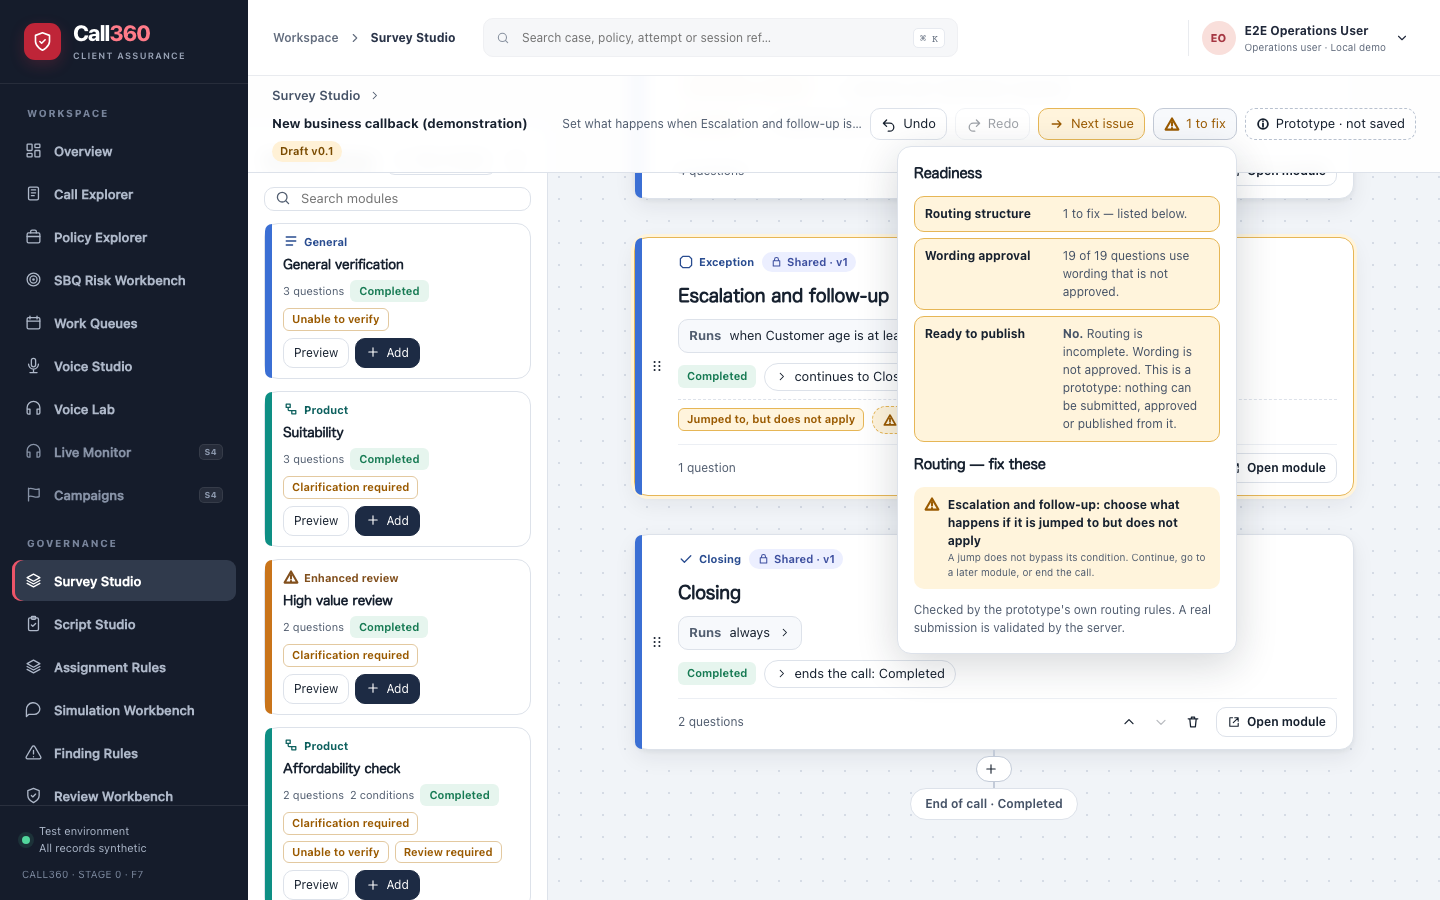 Call360
CLIENT ASSURANCE
WORKSPACE
Overview
Call Explorer
Policy Explorer
SBQ Risk Workbench
Work Queues
Voice Studio
Voice Lab
Live Monitor S4
Campaigns S4
GOVERNANCE
Survey Studio
Script Studio
Assignment Rules
Simulation Workbench
Finding Rules
Review Workbench
Test environment
All records synthetic
CALL360 · STAGE 0 · F7
Workspace > Survey Studio
Search case, policy, attempt or session ref...
⌘ K
EO
E2E Operations User
Operations user · Local demo
Survey Studio >
New business callback (demonstration)
Draft v0.1
Set what happens when Escalation and follow-up is...
Undo
Redo
Next issue
1 to fix
Prototype · not saved
Search modules
General
General verification
3 questions Completed
Unable to verify
Preview + Add
Product
Suitability
3 questions Completed
Clarification required
Preview + Add
Enhanced review
High value review
2 questions Completed
Clarification required
Preview + Add
Product
Affordability check
2 questions 2 conditions Completed
Clarification required
Unable to verify Review required
Preview + Add
Exception Shared · v1
Escalation and follow-up
Runs when Customer age is at lea
Completed > continues to Clos
Jumped to, but does not apply
1 question
Open module
Closing Shared · v1
Closing
Runs always >
Completed > ends the call: Completed
2 questions
Open module
+
End of call · Completed
Readiness
Routing structure 1 to fix — listed below.
Wording approval 19 of 19 questions use
wording that is not
approved.
Ready to publish No. Routing is
incomplete. Wording is
not approved. This is a
prototype: nothing can
be submitted, approved
or published from it.
Routing — fix these
Escalation and follow-up: choose what
happens if it is jumped to but does not
apply
A jump does not bypass its condition. Continue, go to
a later module, or end the call.
Checked by the prototype's own routing rules. A real
submission is validated by the server.